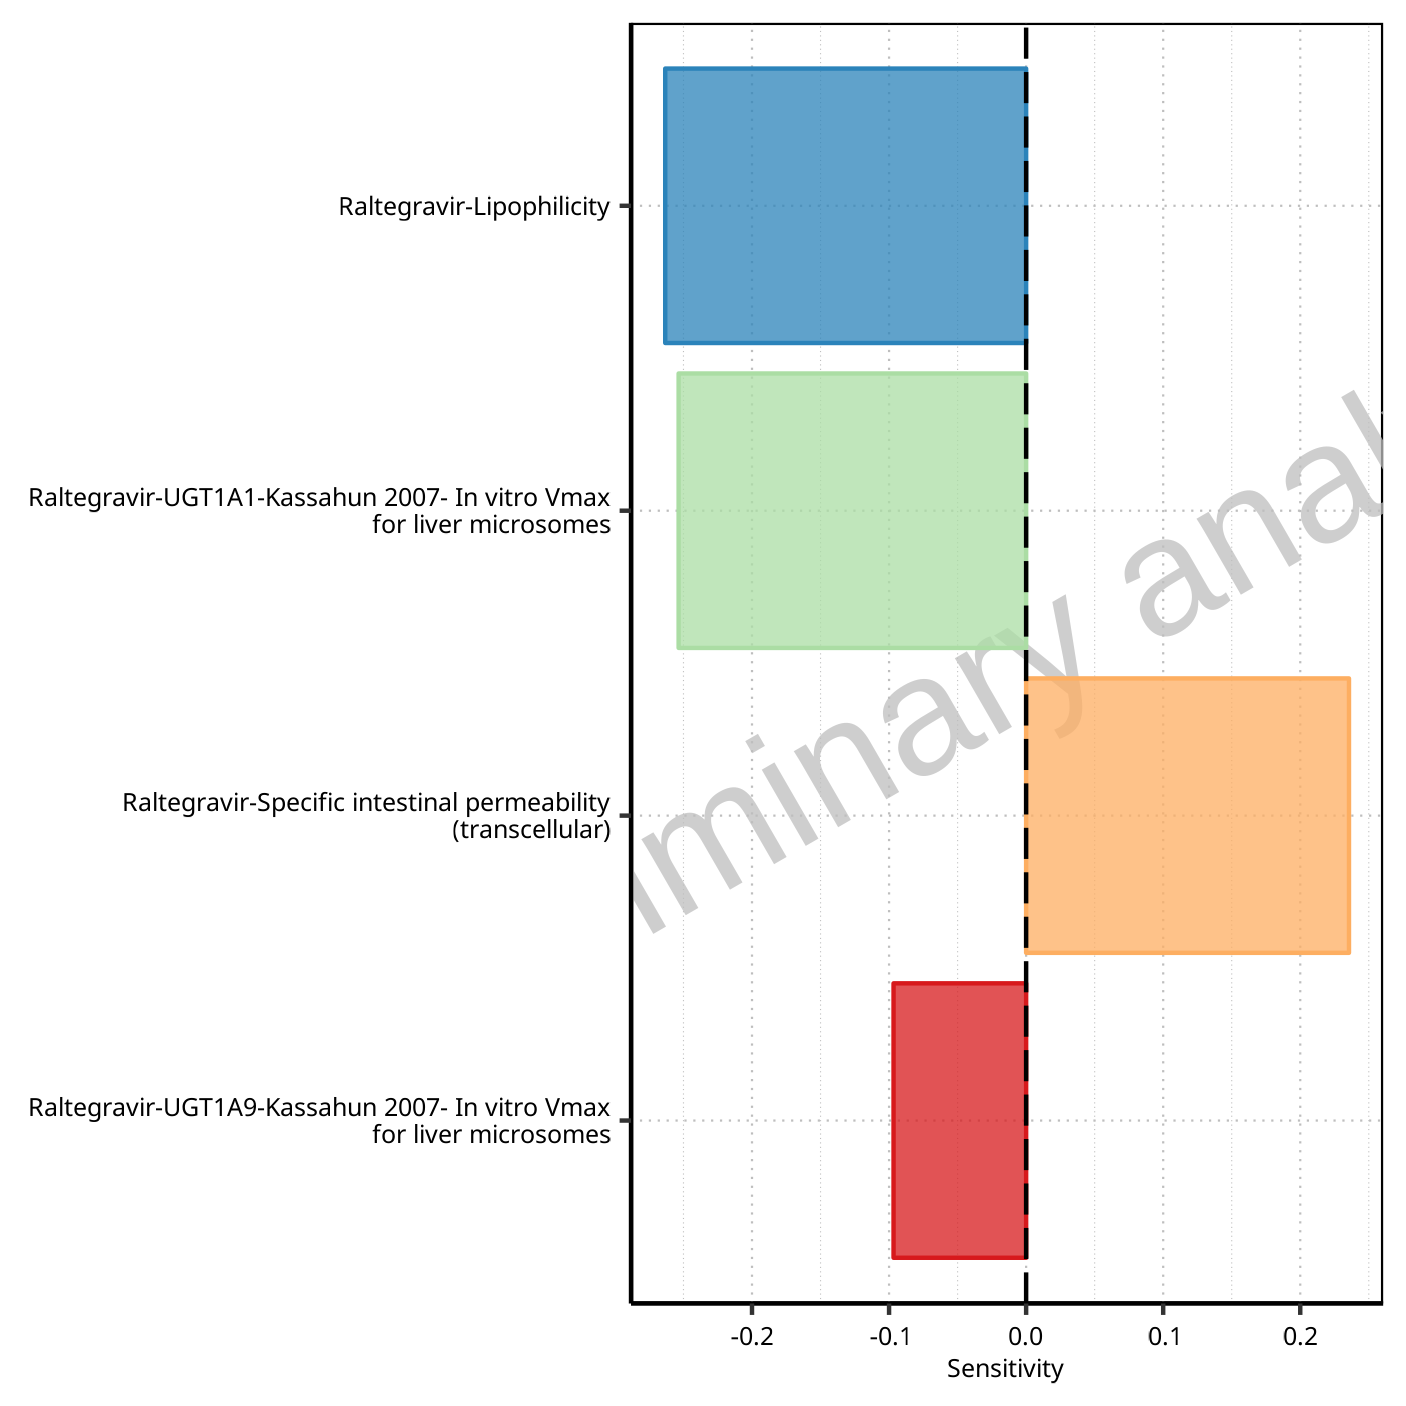 Raltegravir-Lipophilicity
Raltegravir-UGT1A1-Kassahun 2007- In vitro Vmax
for liver microsomes
Raltegravir-Specific intestinal permeability
(transcellular)
Raltegravir-UGT1A9-Kassahun 2007- In vitro Vmax
for liver microsomes
minary anal
-0.2 -0.1 0.0 0.1 0.2
Sensitivity